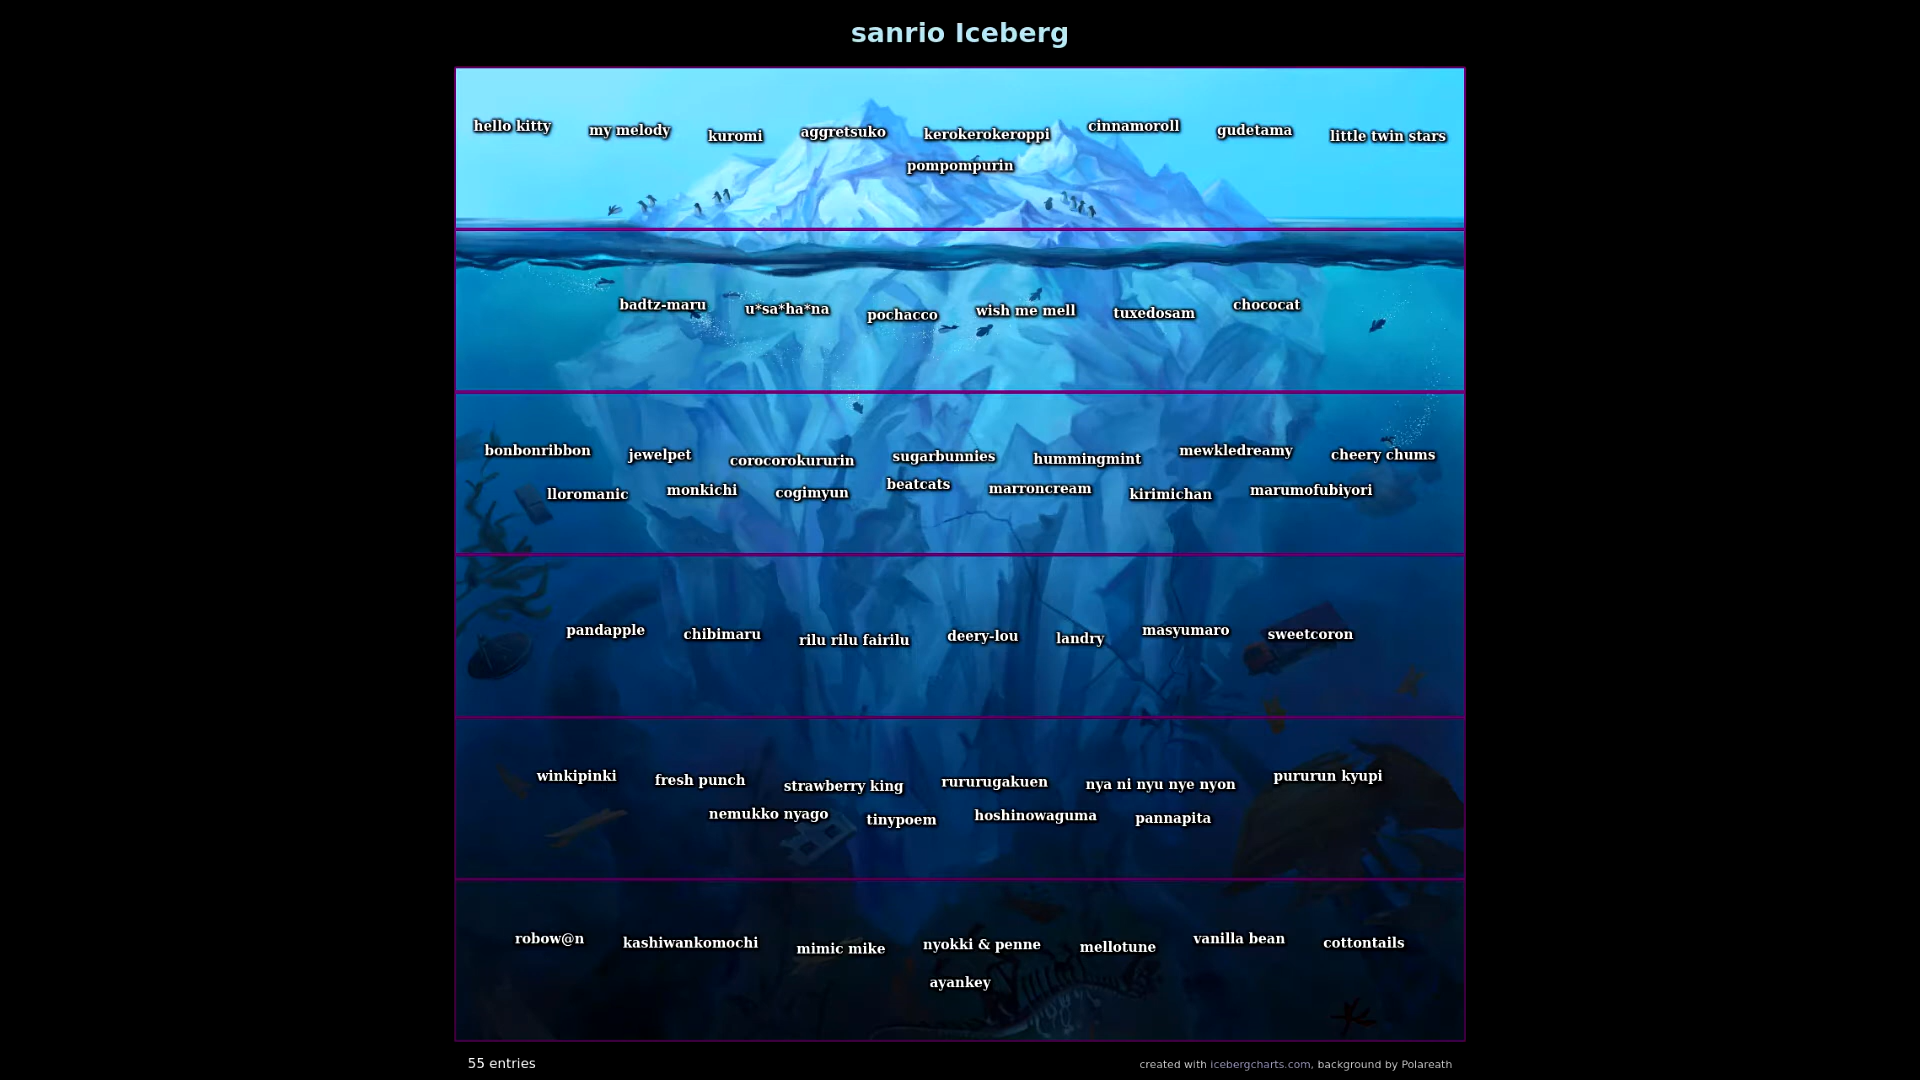 sanrio Iceberg
hello kitty my melody kuromi aggretsuko kerokerokeroppi cinnamoroll gudetama little twin stars
pompompurin
badtz-maru u*sa*ha*na pochacco wish me mell tuxedosam chococat
bonbonribbon jewelpet corocorokururin sugarbunnies hummingmint mewkledreamy cheery chums
lloromanic monkichi cogimyun beatcats marroncream kirimichan marumofubiyori
pandapple chibimaru rilu rilu fairilu deery-lou landry masyumaro sweetcoron
winkipinki fresh punch strawberry king rururugakuen nya ni nyu nye nyon pururun kyupi
nemukko nyago tinypoem hoshinowaguma pannapita
robow@n kashiwankomochi mimic mike nyokki & penne mellotune vanilla bean cottontails
ayankey
55 entries
created with icebergcharts.com, background by Polareath